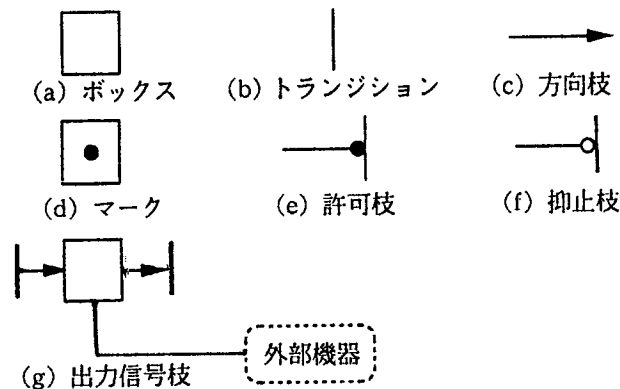 (a) ボックス
(b) トランジション
(c) 方向枝
(d) マーク
(e) 許可枝
(f) 抑止枝
外部機器
(g) 出力信号枝